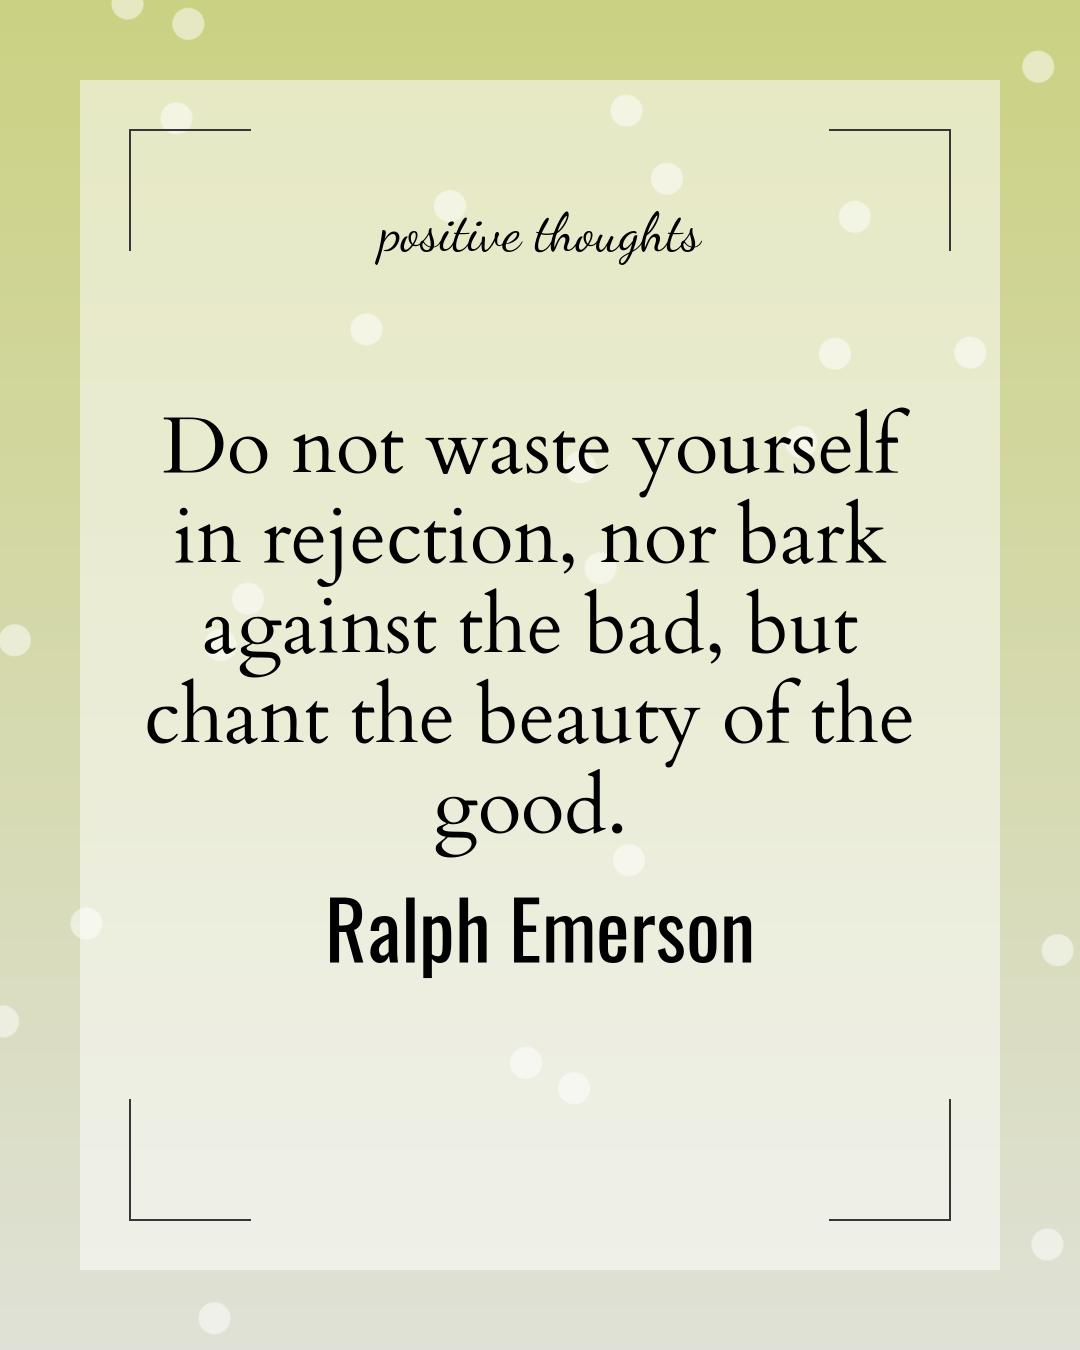 positive thoughts
Do not waste yourself
in rejection, nor bark
against the bad, but
chant the beauty of the
good.
Ralph Emerson